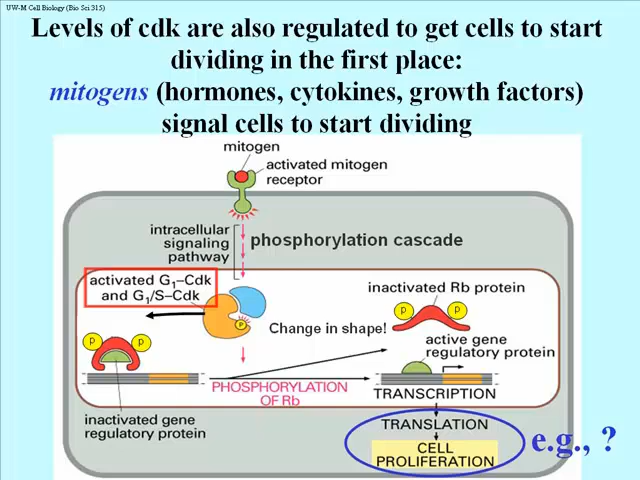 UW-M Cell Biology (Bio Sci 315)
Levels of cdk are also regulated to get cells to start
dividing in the first place:
mitogens (hormones, cytokines, growth factors)
signal cells to start dividing
mitogen
activated mitogen
receptor
intracellular
signaling
pathway
phosphorylation cascade
activated G1–Cdk
and G1/S–Cdk
inactivated Rb protein
P
P
P
Change in shape!
P
P
active gene
regulatory protein
PHOSPHORYLATION
OF Rb
TRANSCRIPTION
inactivated gene
regulatory protein
TRANSLATION
e.g., ?
CELL
PROLIFERATION